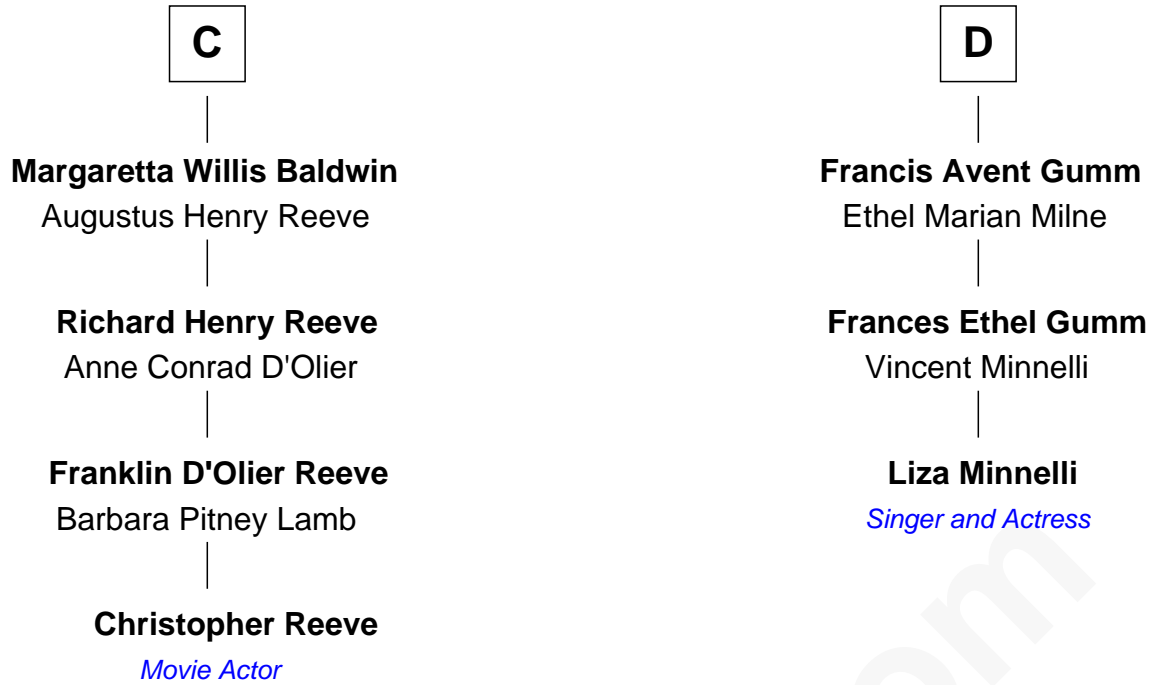 C
Margaretta Willis Baldwin
Augustus Henry Reeve
Richard Henry Reeve
Anne Conrad D'Olier
Franklin D'Olier Reeve
Barbara Pitney Lamb
Christopher Reeve
Movie Actor
D
Francis Avent Gumm
Ethel Marian Milne
Frances Ethel Gumm
Vincent Minnelli
Liza Minnelli
Singer and Actress
om